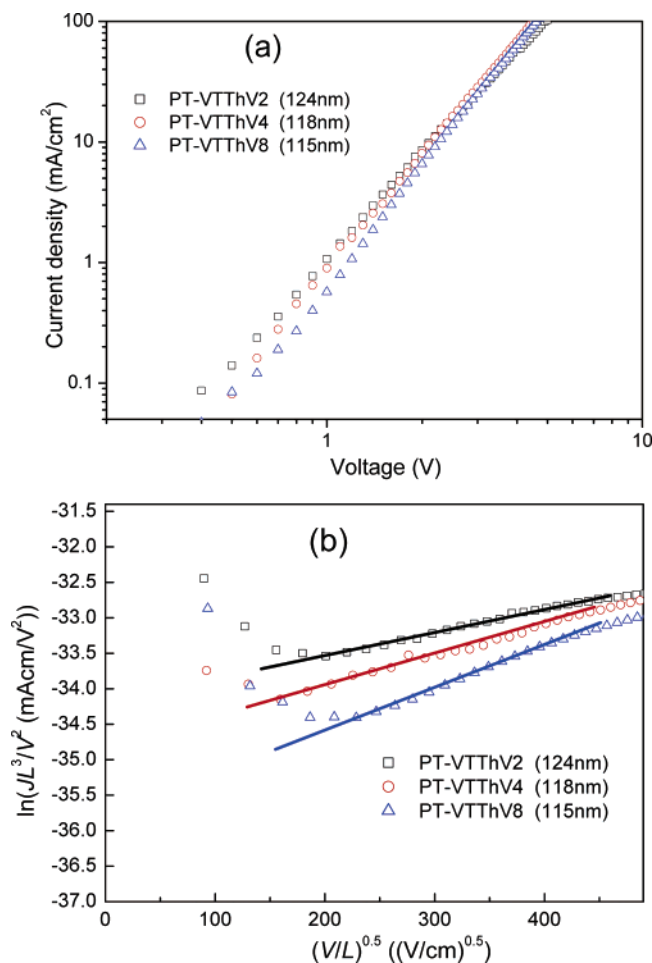 (a)
100
10
1
0.1
Current density (mA/cm²)
PT-VTThV2 (124nm)
PT-VTThV4 (118nm)
PT-VTThV8 (115nm)
1
10
Voltage (V)
(b)
-31.5
-32.0
-32.5
-33.0
-33.5
-34.0
-34.5
-35.0
-35.5
-36.0
-36.5
-37.0
ln(JL³/V² (mAcm/V²))
PT-VTThV2 (124nm)
PT-VTThV4 (118nm)
PT-VTThV8 (115nm)
0
100
200
300
400
(V/L)^0.5 ((V/cm)^0.5)